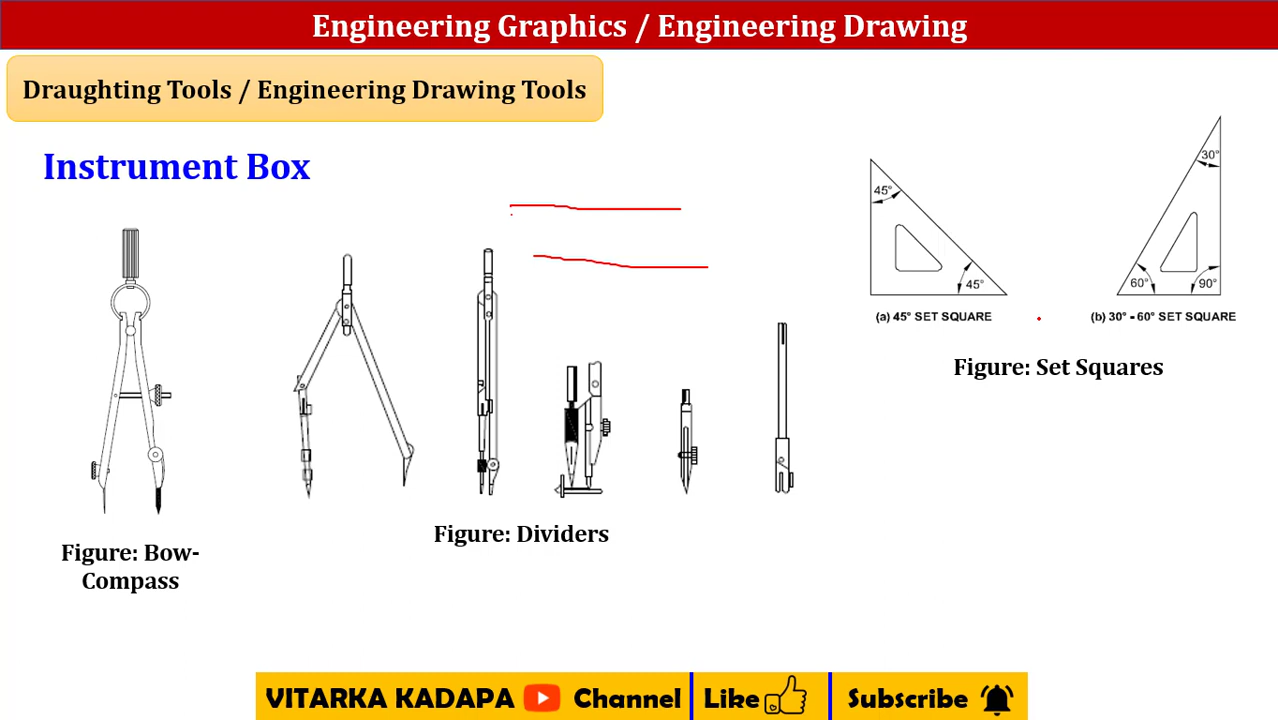 Engineering Graphics / Engineering Drawing
Draughting Tools / Engineering Drawing Tools
Instrument Box
45°
45°
(a) 45° SET SQUARE
30°
60°
90°
(b) 30° - 60° SET SQUARE
Figure: Set Squares
Figure: Dividers
Figure: Bow-
Compass
VITARKA KADAPA Channel Like Subscribe